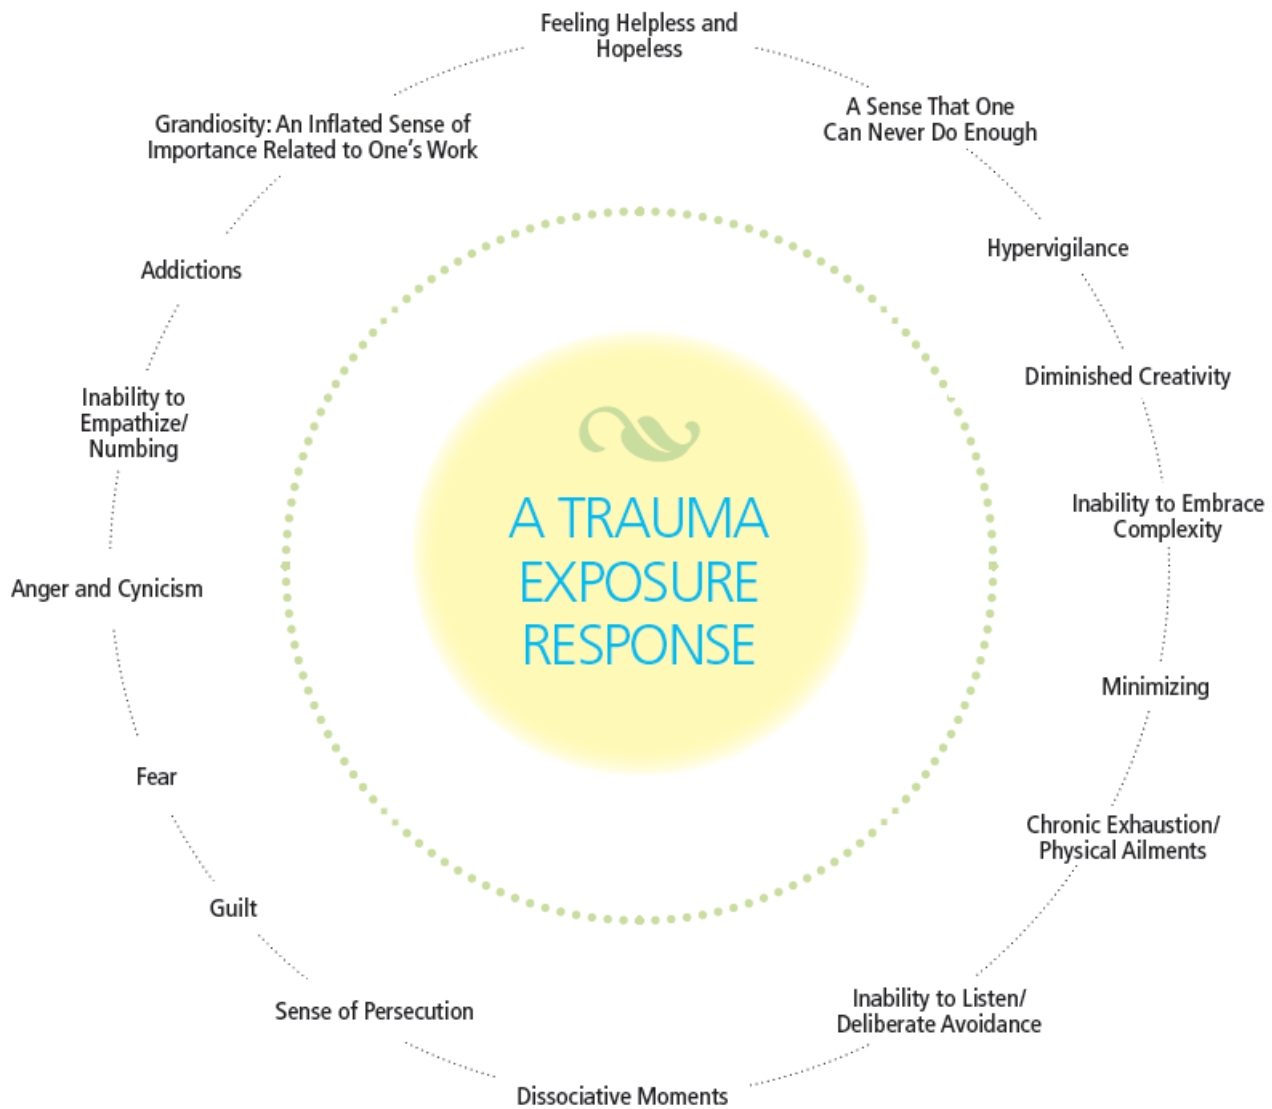 Feeling Helpless and
Hopeless
A Sense That One
Can Never Do Enough
Hypervigilance
Diminished Creativity
Inability to Embrace
Complexity
Minimizing
Chronic Exhaustion/
Physical Ailments
Inability to Listen/
Deliberate Avoidance
Dissociative Moments
Sense of Persecution
Guilt
Fear
Anger and Cynicism
Inability to
Empathize/
Numbing
Addictions
Grandiosity: An Inflated Sense of
Importance Related to One’s Work
A TRAUMA
EXPOSURE
RESPONSE